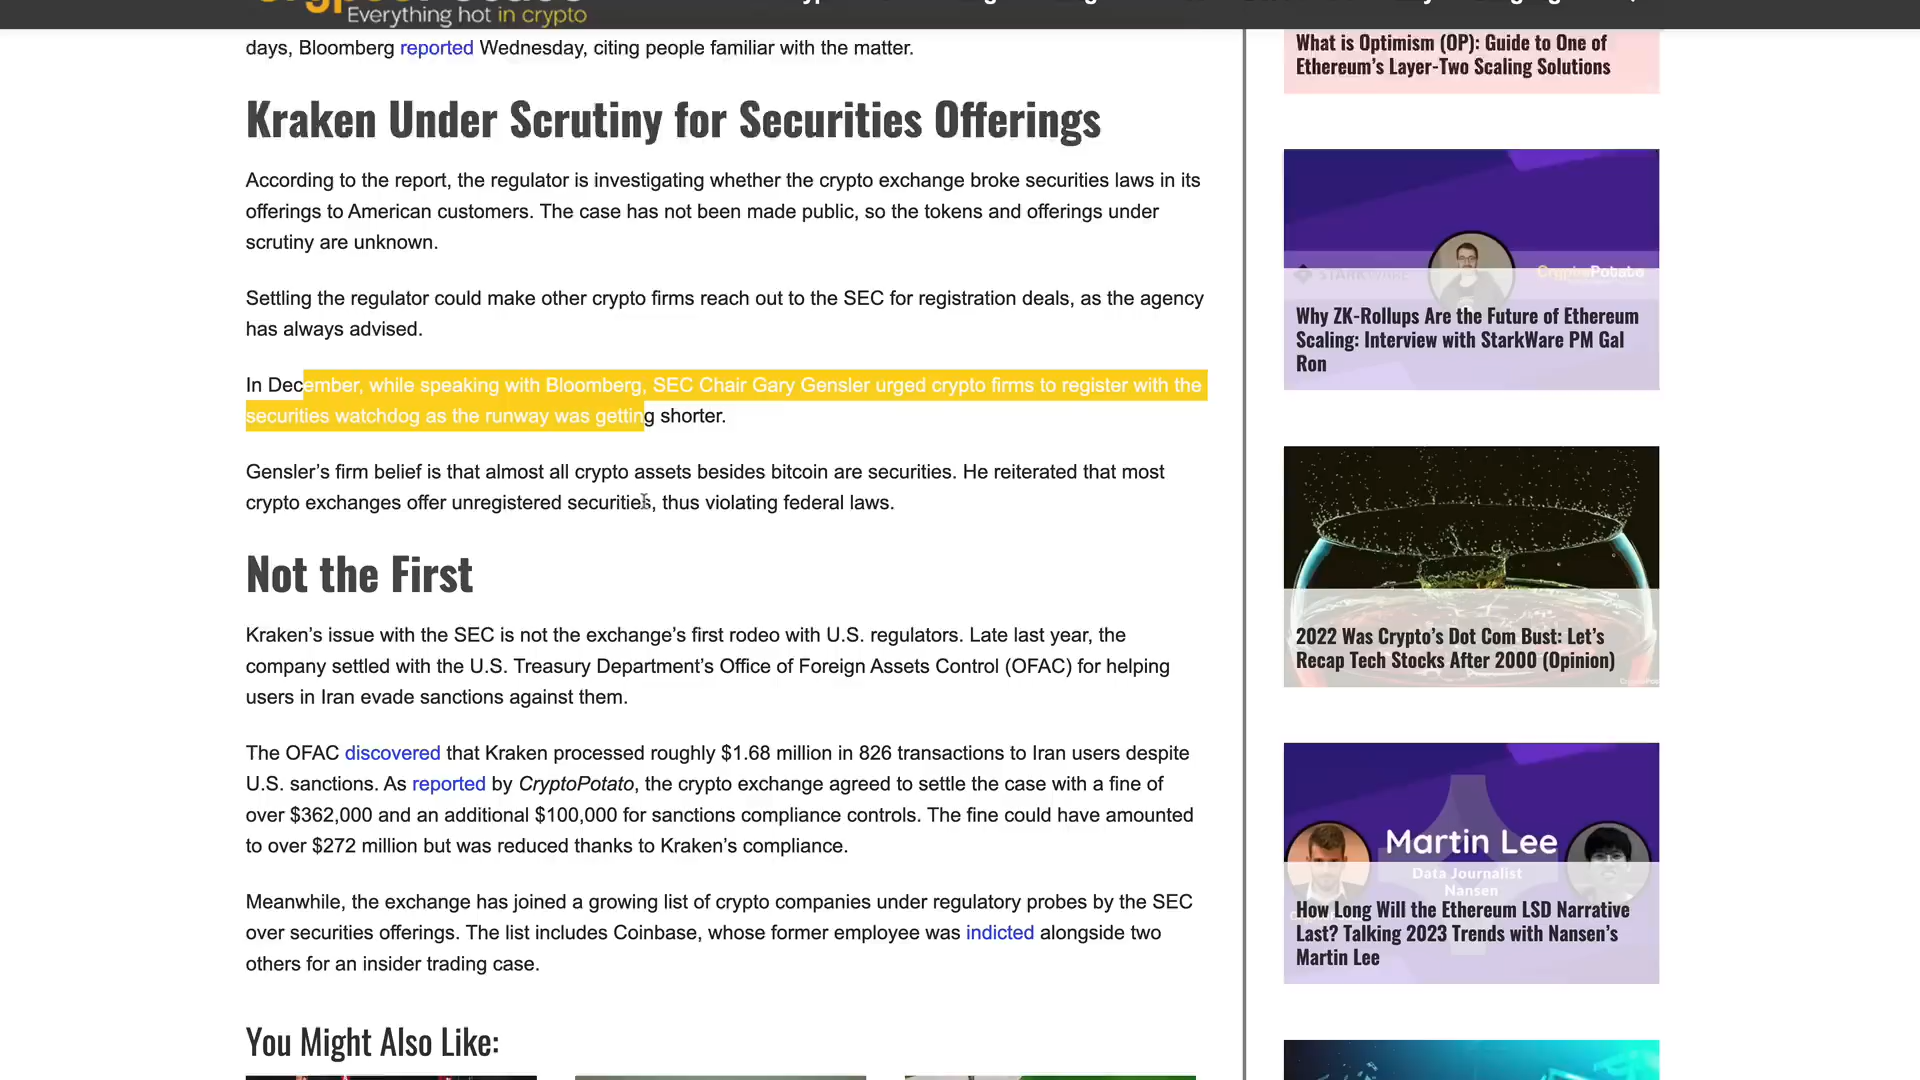 Everything hot in crypto
days, Bloomberg reported Wednesday, citing people familiar with the matter.
Kraken Under Scrutiny for Securities Offerings
According to the report, the regulator is investigating whether the crypto exchange broke securities laws in its
offerings to American customers. The case has not been made public, so the tokens and offerings under
scrutiny are unknown.
Settling the regulator could make other crypto firms reach out to the SEC for registration deals, as the agency
has always advised.
In December, while speaking with Bloomberg, SEC Chair Gary Gensler urged crypto firms to register with the
securities watchdog as the runway was getting shorter.
Gensler’s firm belief is that almost all crypto assets besides bitcoin are securities. He reiterated that most
crypto exchanges offer unregistered securities, thus violating federal laws.
Not the First
Kraken’s issue with the SEC is not the exchange’s first rodeo with U.S. regulators. Late last year, the
company settled with the U.S. Treasury Department’s Office of Foreign Assets Control (OFAC) for helping
users in Iran evade sanctions against them.
The OFAC discovered that Kraken processed roughly $1.68 million in 826 transactions to Iran users despite
U.S. sanctions. As reported by CryptoPotato, the crypto exchange agreed to settle the case with a fine of
over $362,000 and an additional $100,000 for sanctions compliance controls. The fine could have amounted
to over $272 million but was reduced thanks to Kraken’s compliance.
Meanwhile, the exchange has joined a growing list of crypto companies under regulatory probes by the SEC
over securities offerings. The list includes Coinbase, whose former employee was indicted alongside two
others for an insider trading case.
You Might Also Like:
What is Optimism (OP): Guide to One of
Ethereum’s Layer-Two Scaling Solutions
STARKWARE
CryptoPotato
Why ZK-Rollups Are the Future of Ethereum
Scaling: Interview with StarkWare PM Gal
Ron
2022 Was Crypto’s Dot Com Bust: Let’s
Recap Tech Stocks After 2000 (Opinion)
Martin Lee
Data Journalist
Nansen
How Long Will the Ethereum LSD Narrative
Last? Talking 2023 Trends with Nansen’s
Martin Lee